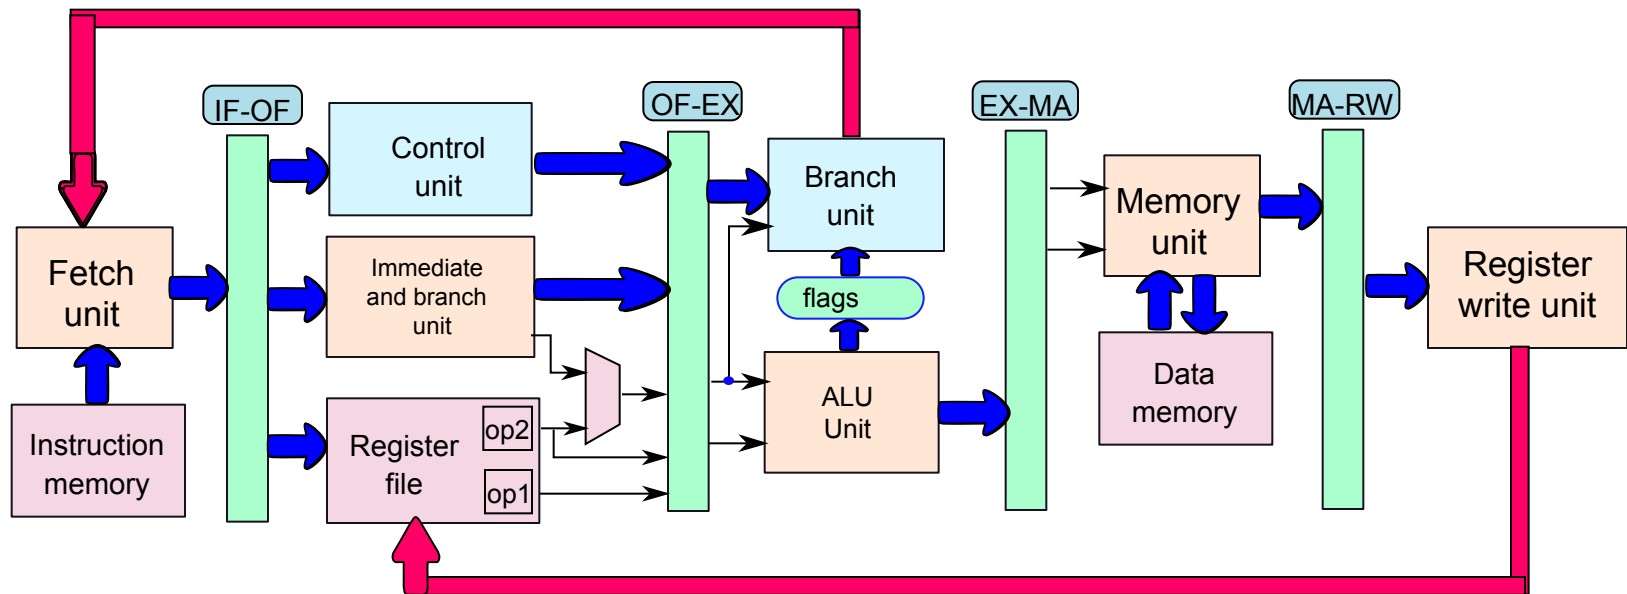 IF-OF
OF-EX
EX-MA
MA-RW
Control
unit
Branch
unit
Memory
unit
Fetch
unit
Immediate
and branch
unit
flags
Register
write unit
Instruction
memory
Register
file
op2
op1
ALU
Unit
Data
memory